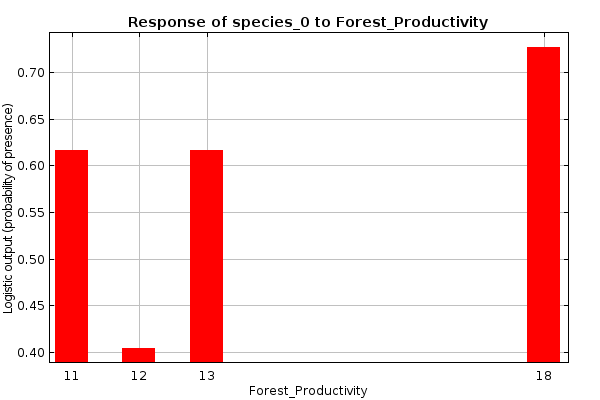 Response of species_0 to Forest_Productivity
Logistic output (probability of presence)
0.70
0.65
0.60
0.55
0.50
0.45
0.40
11 12 13 18
Forest_Productivity